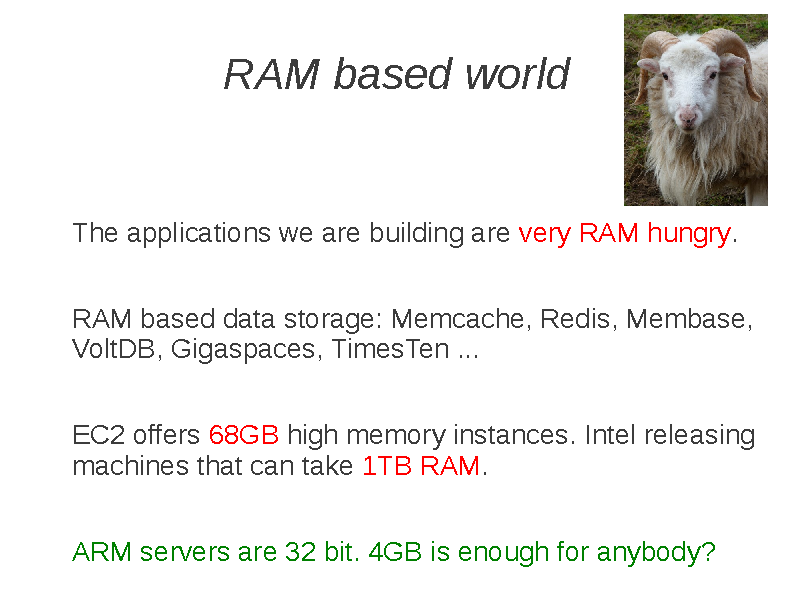 RAM based world
The applications we are building are very RAM hungry.
RAM based data storage: Memcache, Redis, Membase,
VoltDB, Gigaspaces, TimesTen ...
EC2 offers 68GB high memory instances. Intel releasing
machines that can take 1TB RAM.
ARM servers are 32 bit. 4GB is enough for anybody?